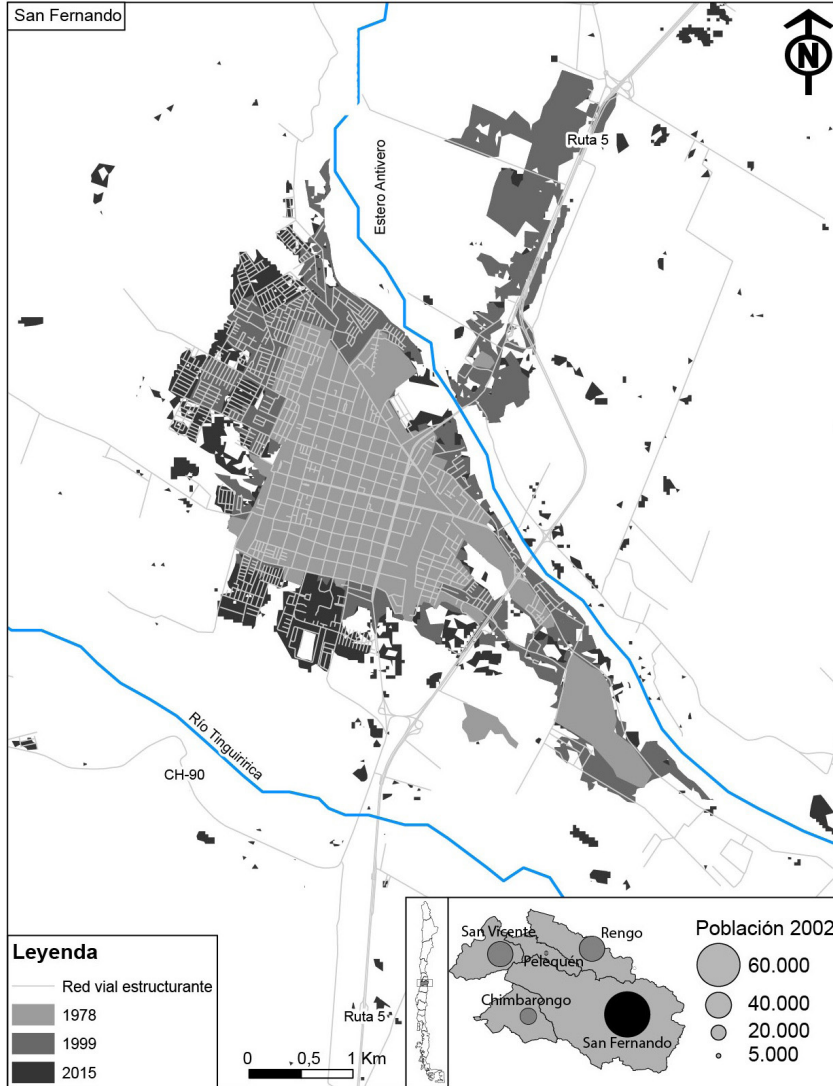 San Fernando
N
Ruta 5
Estero Antivero
Río Tinguiririca
CH-90
Ruta 5
Leyenda
Red vial estructurante
1978
1999
2015
0 0,5 1 Km
San Vicente
Rengo
Pelequén
Chimbarongo
San Fernando
Población 2002
60.000
40.000
20.000
5.000